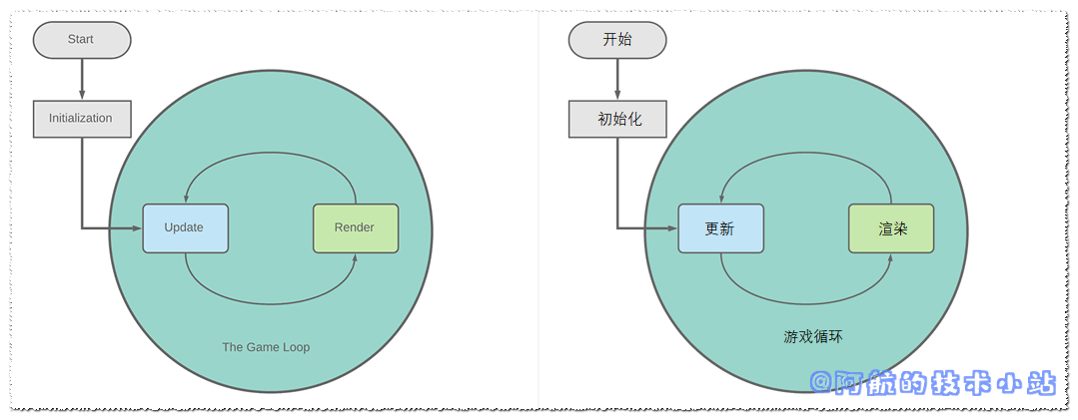 Start
Initialization
Update
Render
The Game Loop
开始
初始化
更新
渲染
游戏循环
@阿航的技术小站